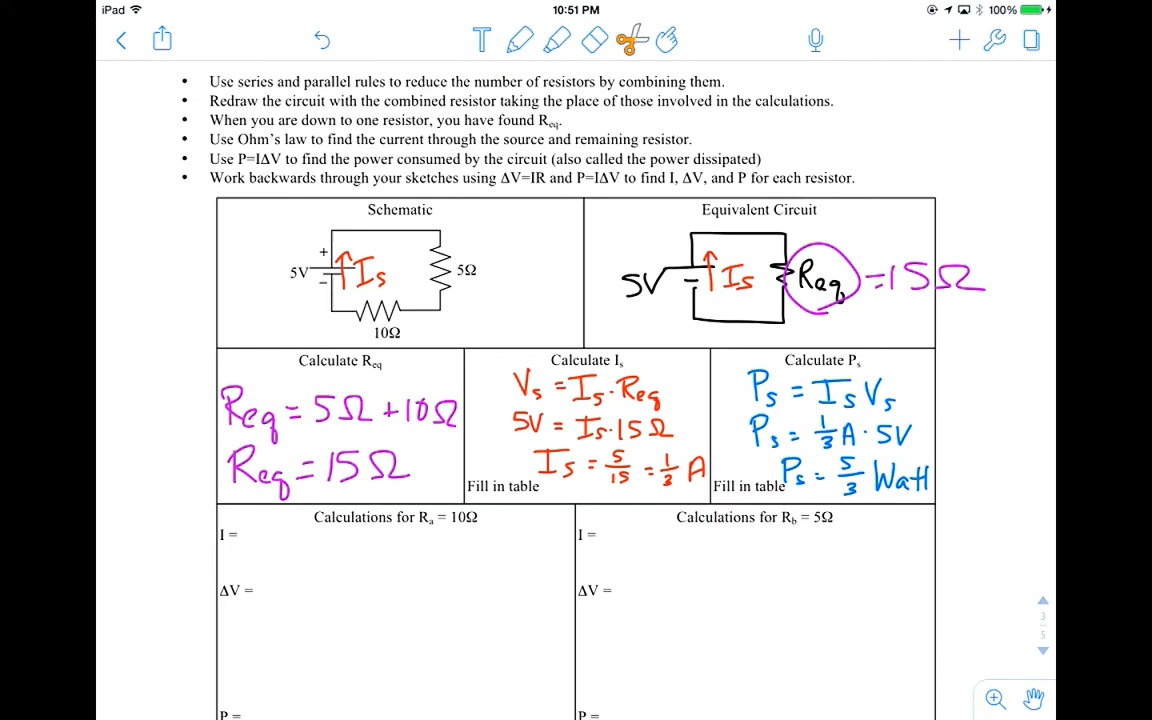 iPad 10:51 PM 100%
T
• Use series and parallel rules to reduce the number of resistors by combining them.
• Redraw the circuit with the combined resistor taking the place of those involved in the calculations.
• When you are down to one resistor, you have found Req.
• Use Ohm's law to find the current through the source and remaining resistor.
• Use P=IΔV to find the power consumed by the circuit (also called the power dissipated)
• Work backwards through your sketches using ΔV=IR and P=IΔV to find I, ΔV, and P for each resistor.
Schematic
+
5V
−
Is
5Ω
10Ω
Equivalent Circuit
5V
−
Is
Req = 15Ω
Calculate Req
Req = 5Ω + 10Ω
Req = 15Ω
Calculate Is
Vs = Is · Req
5V = Is · 15Ω
Is = 5/15 = 1/3 A
Fill in table
Calculate Ps
Ps = Is Vs
Ps = 1/3 A · 5V
Ps = 5/3 Watt
Fill in table
Calculations for Ra = 10Ω
I =
ΔV =
P =
Calculations for Rb = 5Ω
I =
ΔV =
P =
3
5